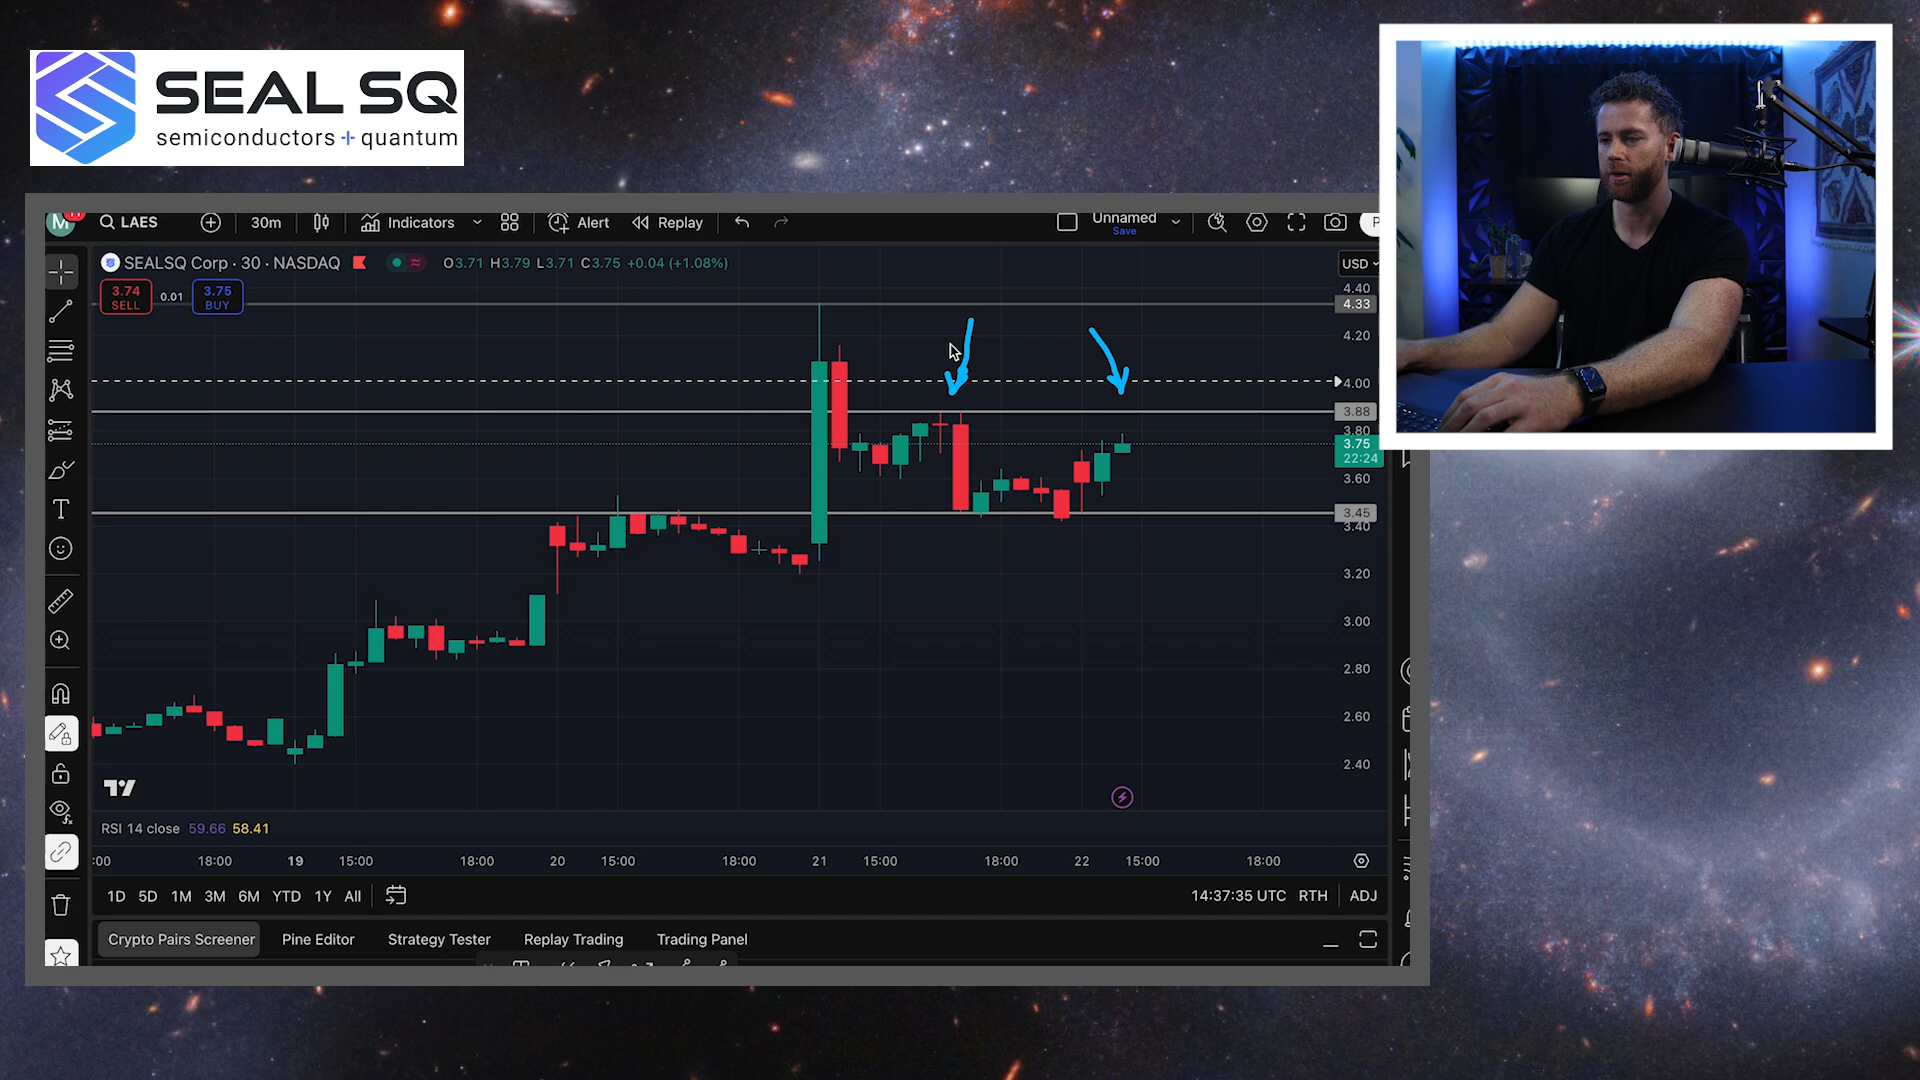 SEAL SQ
semiconductors + quantum
M
LAES
30m
Indicators
Alert
Replay
Unnamed
Save
SEALSQ Corp · 30 · NASDAQ
O3.71 H3.79 L3.71 C3.75 +0.04 (+1.08%)
USD
3.74
SELL
0.01
3.75
BUY
4.40
4.33
4.20
4.00
3.88
3.80
3.75
22:24
3.60
3.45
3.40
3.20
3.00
2.80
2.60
2.40
RSI 14 close 59.66 58.41
:00 18:00 19 15:00 18:00 20 15:00 18:00 21 15:00 18:00 22 15:00 18:00
1D 5D 1M 3M 6M YTD 1Y All
14:37:35 UTC RTH ADJ
Crypto Pairs Screener Pine Editor Strategy Tester Replay Trading Trading Panel